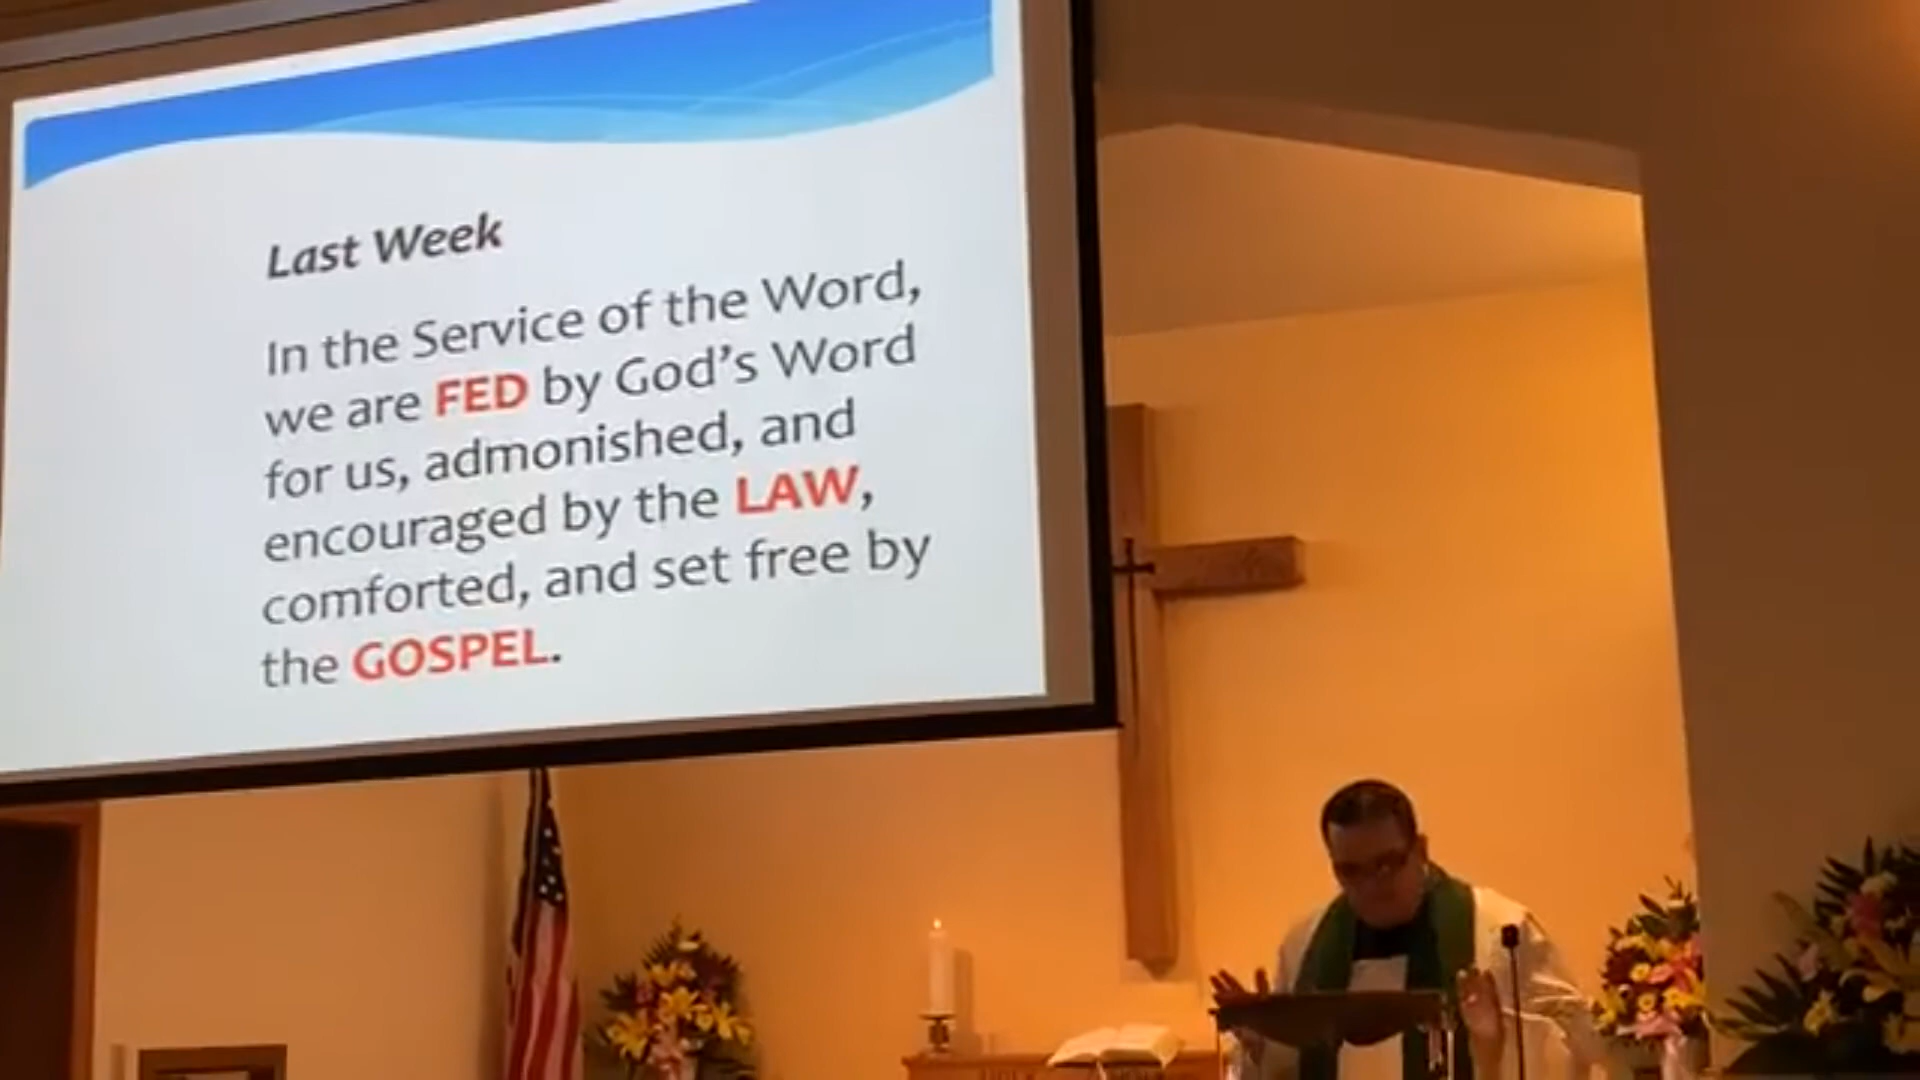 Last Week
In the Service of the Word,
we are FED by God's Word
for us, admonished, and
encouraged by the LAW,
comforted, and set free by
the GOSPEL.